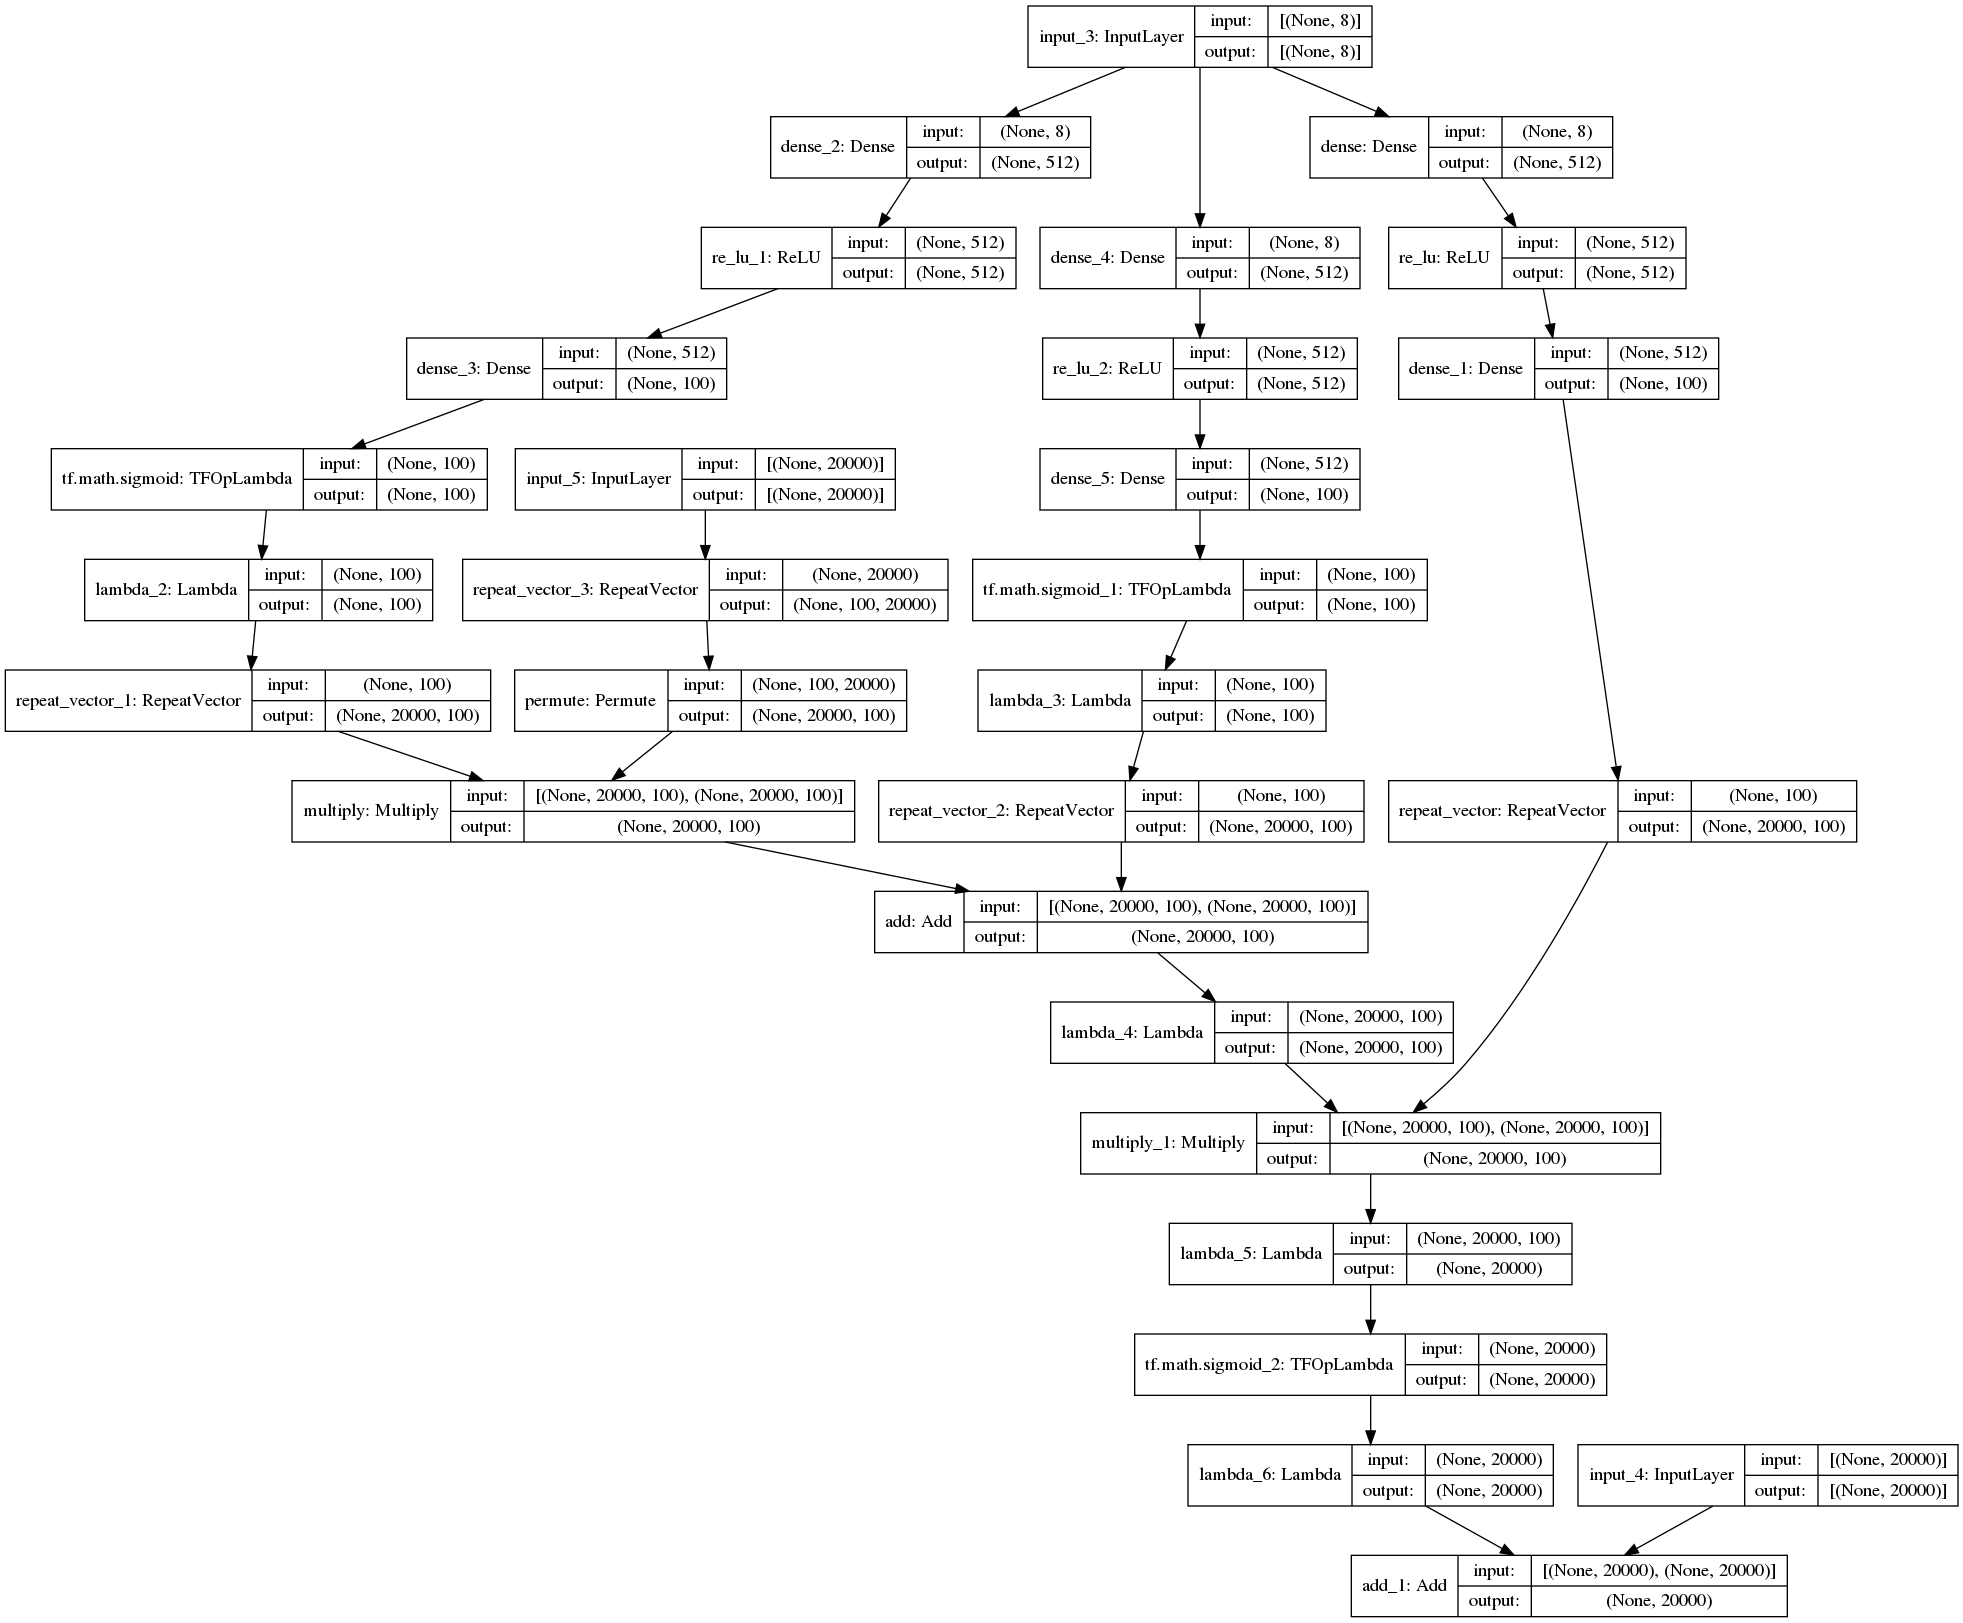 input_3: InputLayer
input: [(None, 8)]
output: [(None, 8)]
dense_2: Dense
input: (None, 8)
output: (None, 512)
dense: Dense
input: (None, 8)
output: (None, 512)
re_lu_1: ReLU
input: (None, 512)
output: (None, 512)
dense_4: Dense
input: (None, 8)
output: (None, 512)
re_lu: ReLU
input: (None, 512)
output: (None, 512)
dense_3: Dense
input: (None, 512)
output: (None, 100)
re_lu_2: ReLU
input: (None, 512)
output: (None, 512)
dense_1: Dense
input: (None, 512)
output: (None, 100)
tf.math.sigmoid: TFOpLambda
input: (None, 100)
output: (None, 100)
input_5: InputLayer
input: [(None, 20000)]
output: [(None, 20000)]
dense_5: Dense
input: (None, 512)
output: (None, 100)
lambda_2: Lambda
input: (None, 100)
output: (None, 100)
repeat_vector_3: RepeatVector
input: (None, 20000)
output: (None, 100, 20000)
tf.math.sigmoid_1: TFOpLambda
input: (None, 100)
output: (None, 100)
repeat_vector_1: RepeatVector
input: (None, 100)
output: (None, 20000, 100)
permute: Permute
input: (None, 100, 20000)
output: (None, 20000, 100)
lambda_3: Lambda
input: (None, 100)
output: (None, 100)
multiply: Multiply
input: [(None, 20000, 100), (None, 20000, 100)]
output: (None, 20000, 100)
repeat_vector_2: RepeatVector
input: (None, 100)
output: (None, 20000, 100)
repeat_vector: RepeatVector
input: (None, 100)
output: (None, 20000, 100)
add: Add
input: [(None, 20000, 100), (None, 20000, 100)]
output: (None, 20000, 100)
lambda_4: Lambda
input: (None, 20000, 100)
output: (None, 20000, 100)
multiply_1: Multiply
input: [(None, 20000, 100), (None, 20000, 100)]
output: (None, 20000, 100)
lambda_5: Lambda
input: (None, 20000, 100)
output: (None, 20000)
tf.math.sigmoid_2: TFOpLambda
input: (None, 20000)
output: (None, 20000)
lambda_6: Lambda
input: (None, 20000)
output: (None, 20000)
input_4: InputLayer
input: [(None, 20000)]
output: [(None, 20000)]
add_1: Add
input: [(None, 20000), (None, 20000)]
output: (None, 20000)